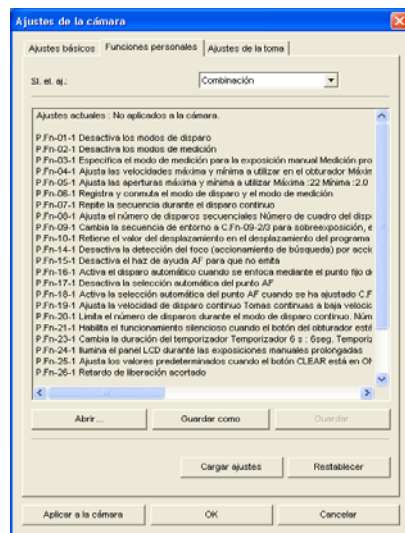 Ajustes de la cámara
Ajustes básicos Funciones personales Ajustes de la toma
Sl. el. aj.: Combinación
Ajustes actuales : No aplicados a la cámara.
P.Fn-01-1 Desactiva los modos de disparo
P.Fn-02-1 Desactiva los modos de medición
P.Fn-03-1 Especifica el modo de medición para la exposición manual Medición pro
P.Fn-04-1 Ajusta las velocidades máxima y mínima a utilizar en el obturador Máxim
P.Fn-05-1 Ajusta las aperturas máxima y mínima a utilizar Máxima :22 Mínima :2.0
P.Fn-06-1 Registra y conmuta el modo de disparo y el modo de medición
P.Fn-07-1 Repite la secuencia durante el disparo continuo
P.Fn-08-1 Ajusta el número de disparos secuenciales Número de cuadro del disp
P.Fn-09-1 Cambia la secuencia de entorno a C.Fn-09-2/3 para sobreexposición, e
P.Fn-10-1 Retiene el valor del desplazamiento en el desplazamiento del programa
P.Fn-14-1 Desactiva la detección del foco (accionamiento de búsqueda) por acci
P.Fn-15-1 Desactiva el haz de ayuda AF para que no emita
P.Fn-16-1 Activa el disparo automático cuando se enfoca mediante el punto fijo d
P.Fn-17-1 Desactiva la selección automática del punto AF
P.Fn-18-1 Activa la selección automática del punto AF cuando se ha ajustado C.F
P.Fn-19-1 Ajusta la velocidad de disparo continuo Tomas continuas a baja velocid
P.Fn-20-1 Limita el número de disparos durante el modo de disparo continuo. Núm
P.Fn-21-1 Habilita el funcionamiento silencioso cuando el botón del obturador esté
P.Fn-23-1 Cambia la duración del temporizador Temporizador 6 s : 6seg. Temporiz
P.Fn-24-1 Ilumina el panel LCD durante las exposiciones manuales prolongadas
P.Fn-25-1 Ajusta los valores predeterminados cuando el botón CLEAR está en ON
P.Fn-26-1 Retardo de liberación acortado
Abrir... Guardar como Guardar
Cargar ajustes Restablecer
Aplicar a la cámara OK Cancelar